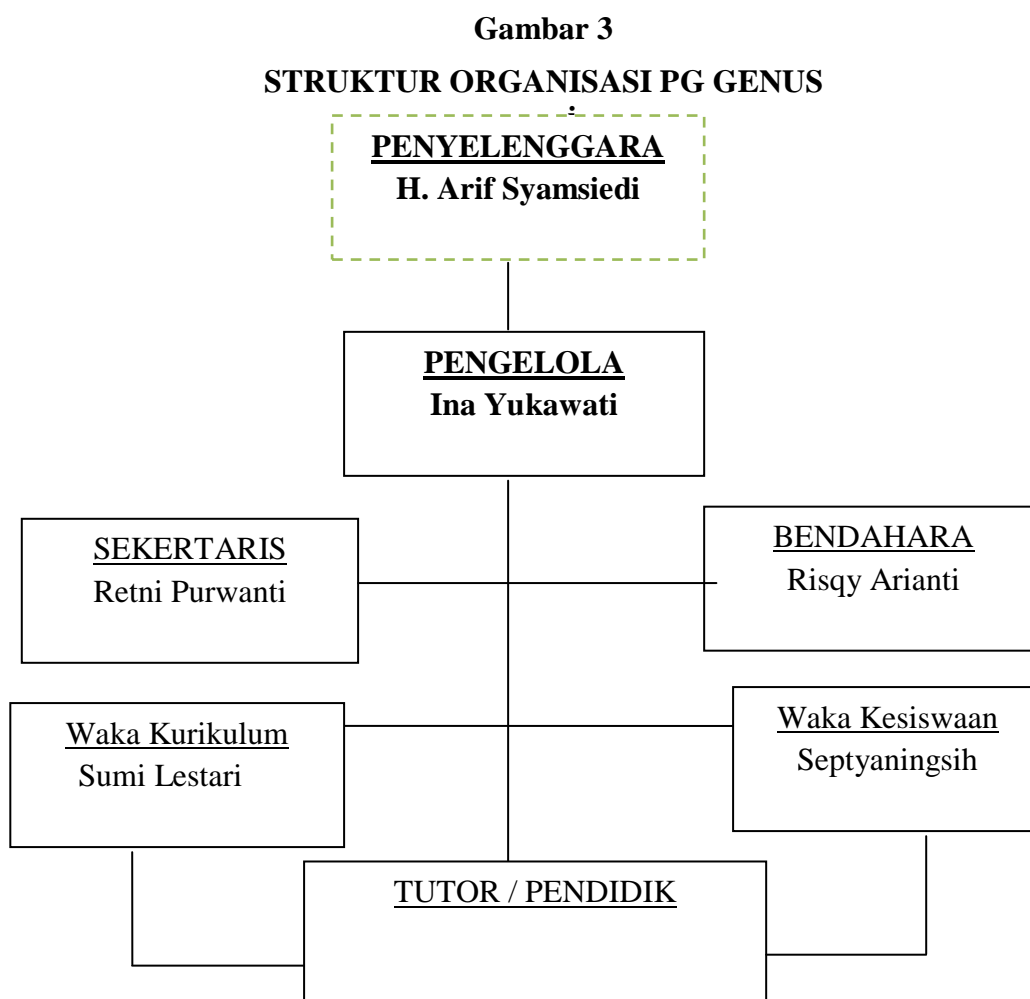 Gambar 3
STRUKTUR ORGANISASI PG GENUS
:
PENYELENGGARA
H. Arif Syamsiedi
PENGELOLA
Ina Yukawati
SEKERTARIS
Retni Purwanti
BENDAHARA
Risqy Arianti
Waka Kurikulum
Sumi Lestari
Waka Kesiswaan
Septyaningsih
TUTOR / PENDIDIK